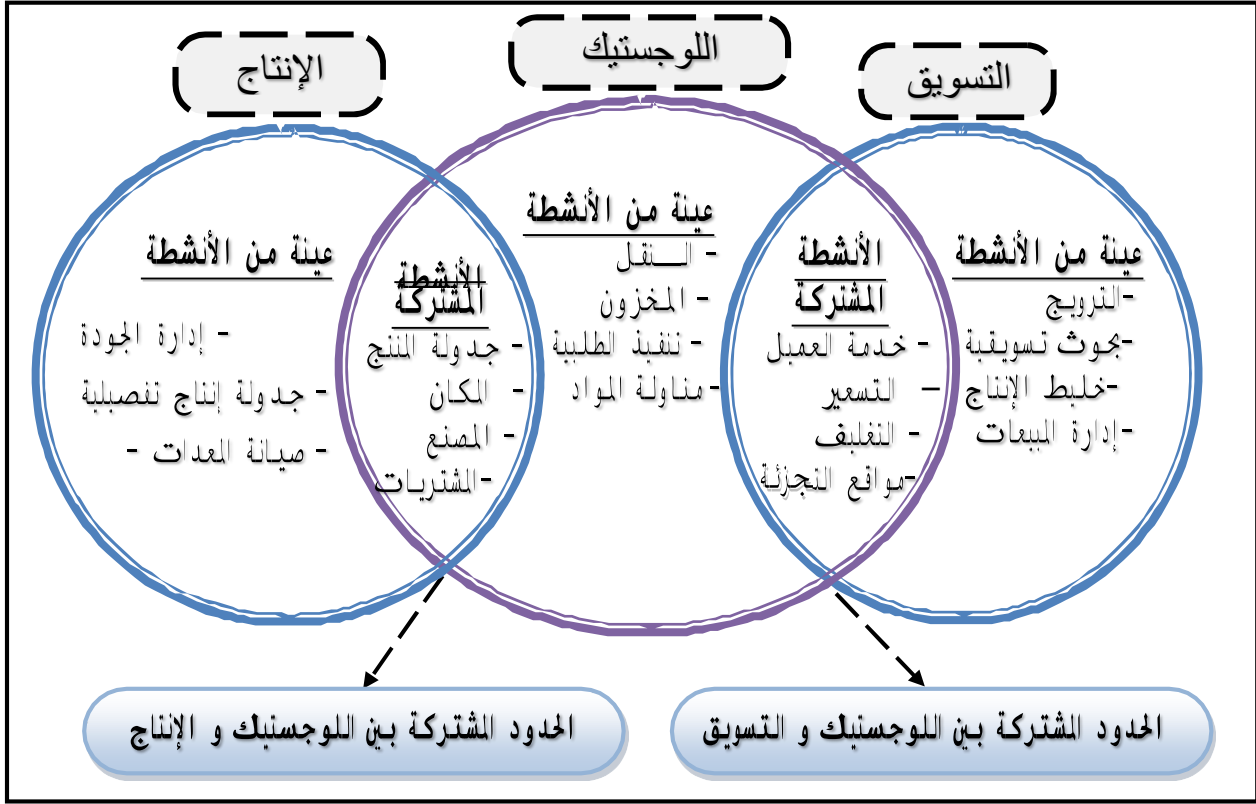 التسويق
اللوجستيك
الإنتاج
عينة من الأنشطة
-الترويج
-بحوث تسويقية
-خليط الإنتاج
-إدارة المبيعات
الأنشطة
المشتركة
- خدمة العميل
– التسعير
- التغليف
-مواقع التجزئة
عينة من الأنشطة
- الـــنقل
- المخزون
- تنفيذ الطلبية
- مناولة المواد
الأنشطة
المشتركة
- جدولة المنتج
- المكان
- المصنع
-المشتريات
عينة من الأنشطة
- إدارة الجودة
- جدولة إنتاج تفصيلية
- صيانة المعدات -
الحدود المشتركة بين اللوجستيك و التسويق
الحدود المشتركة بين اللوجستيك و الإنتاج